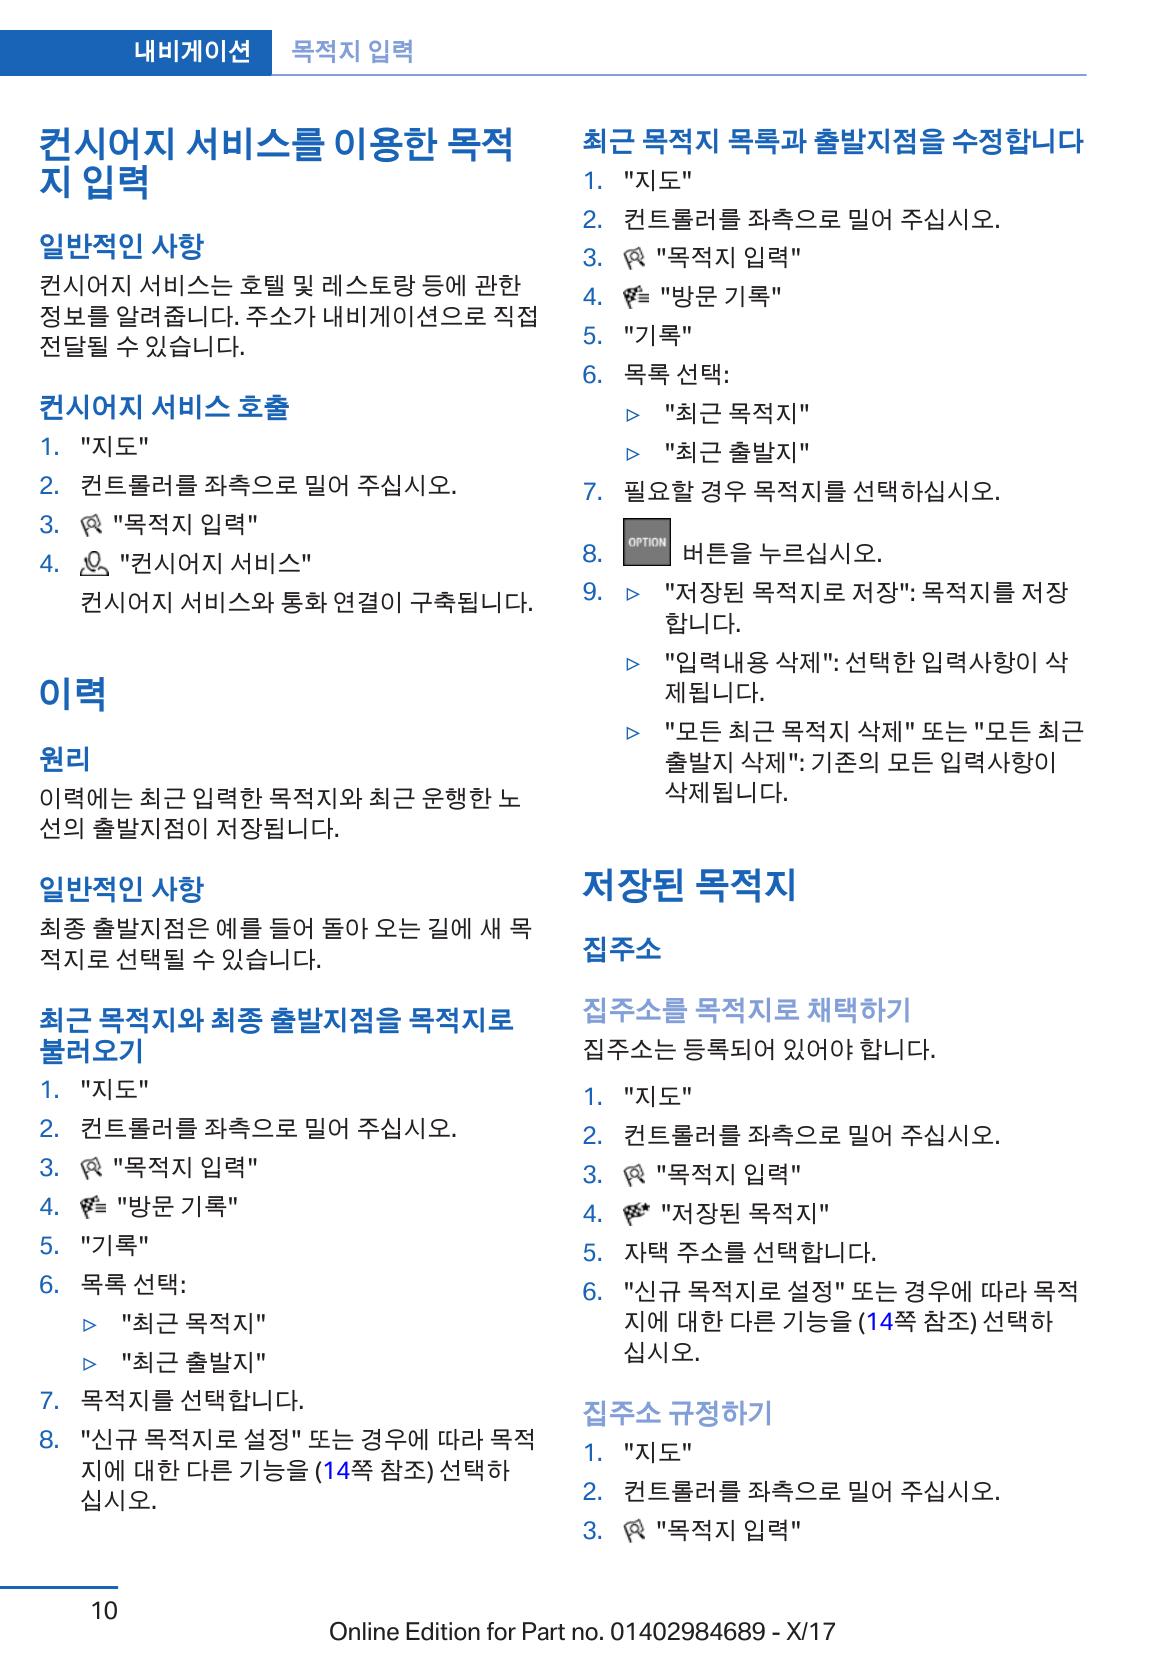 내비게이션 목적지 입력
컨시어지 서비스를 이용한 목적
지 입력
일반적인 사항
컨시어지 서비스는 호텔 및 레스토랑 등에 관한
정보를 알려줍니다. 주소가 내비게이션으로 직접
전달될 수 있습니다.
컨시어지 서비스 호출
1. "지도"
2. 컨트롤러를 좌측으로 밀어 주십시오.
3. "목적지 입력"
4. "컨시어지 서비스"
컨시어지 서비스와 통화 연결이 구축됩니다.
이력
원리
이력에는 최근 입력한 목적지와 최근 운행한 노
선의 출발지점이 저장됩니다.
일반적인 사항
최종 출발지점은 예를 들어 돌아 오는 길에 새 목
적지로 선택될 수 있습니다.
최근 목적지와 최종 출발지점을 목적지로
불러오기
1. "지도"
2. 컨트롤러를 좌측으로 밀어 주십시오.
3. "목적지 입력"
4. "방문 기록"
5. "기록"
6. 목록 선택:
▷ "최근 목적지"
▷ "최근 출발지"
7. 목적지를 선택합니다.
8. "신규 목적지로 설정" 또는 경우에 따라 목적
지에 대한 다른 기능을 (14쪽 참조) 선택하
십시오.
최근 목적지 목록과 출발지점을 수정합니다
1. "지도"
2. 컨트롤러를 좌측으로 밀어 주십시오.
3. "목적지 입력"
4. "방문 기록"
5. "기록"
6. 목록 선택:
▷ "최근 목적지"
▷ "최근 출발지"
7. 필요할 경우 목적지를 선택하십시오.
8. OPTION 버튼을 누르십시오.
9. ▷ "저장된 목적지로 저장": 목적지를 저장
합니다.
▷ "입력내용 삭제": 선택한 입력사항이 삭
제됩니다.
▷ "모든 최근 목적지 삭제" 또는 "모든 최근
출발지 삭제": 기존의 모든 입력사항이
삭제됩니다.
저장된 목적지
집주소
집주소를 목적지로 채택하기
집주소는 등록되어 있어야 합니다.
1. "지도"
2. 컨트롤러를 좌측으로 밀어 주십시오.
3. "목적지 입력"
4. "저장된 목적지"
5. 자택 주소를 선택합니다.
6. "신규 목적지로 설정" 또는 경우에 따라 목적
지에 대한 다른 기능을 (14쪽 참조) 선택하
십시오.
집주소 규정하기
1. "지도"
2. 컨트롤러를 좌측으로 밀어 주십시오.
3. "목적지 입력"
10
Online Edition for Part no. 01402984689 - X/17